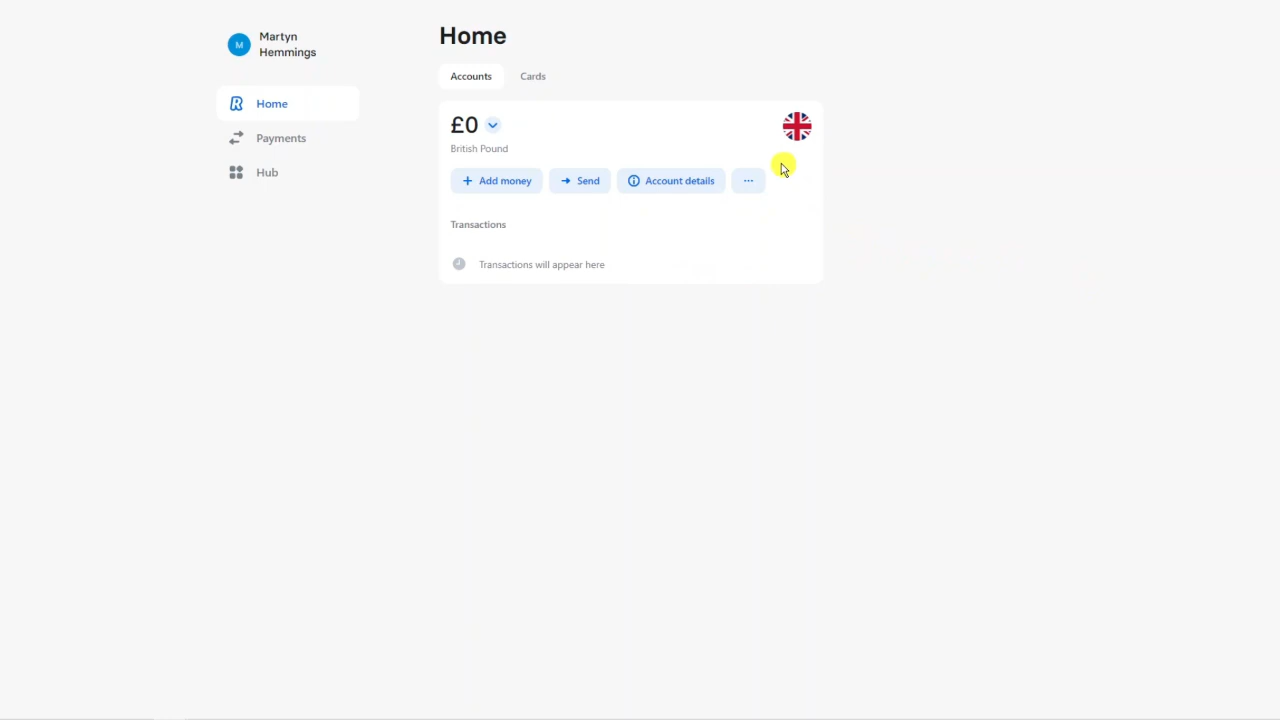 Martyn
Hemmings
Home
Payments
Hub
Home
Accounts Cards
£0
British Pound
Add money Send Account details ...
Transactions
Transactions will appear here